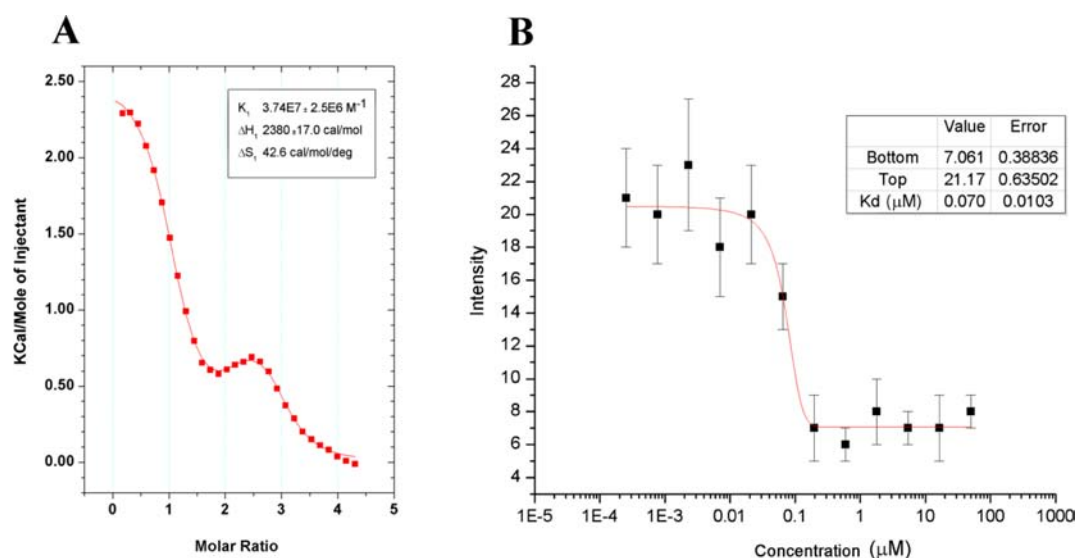 A
2.50
2.00
1.50
1.00
0.50
0.00
KCal/Mole of Injectant
K₁ 3.74E7 ± 2.5E6 M⁻¹
ΔH₁ 2380 ±17.0 cal/mol
ΔS₁ 42.6 cal/mol/deg
0 1 2 3 4 5
Molar Ratio
B
28
26
24
22
20
18
16
14
12
10
8
6
4
Intensity
Value Error
Bottom 7.061 0.38836
Top 21.17 0.63502
Kd (μM) 0.070 0.0103
1E-5 1E-4 1E-3 0.01 0.1 1 10 100
Concentration (μM)